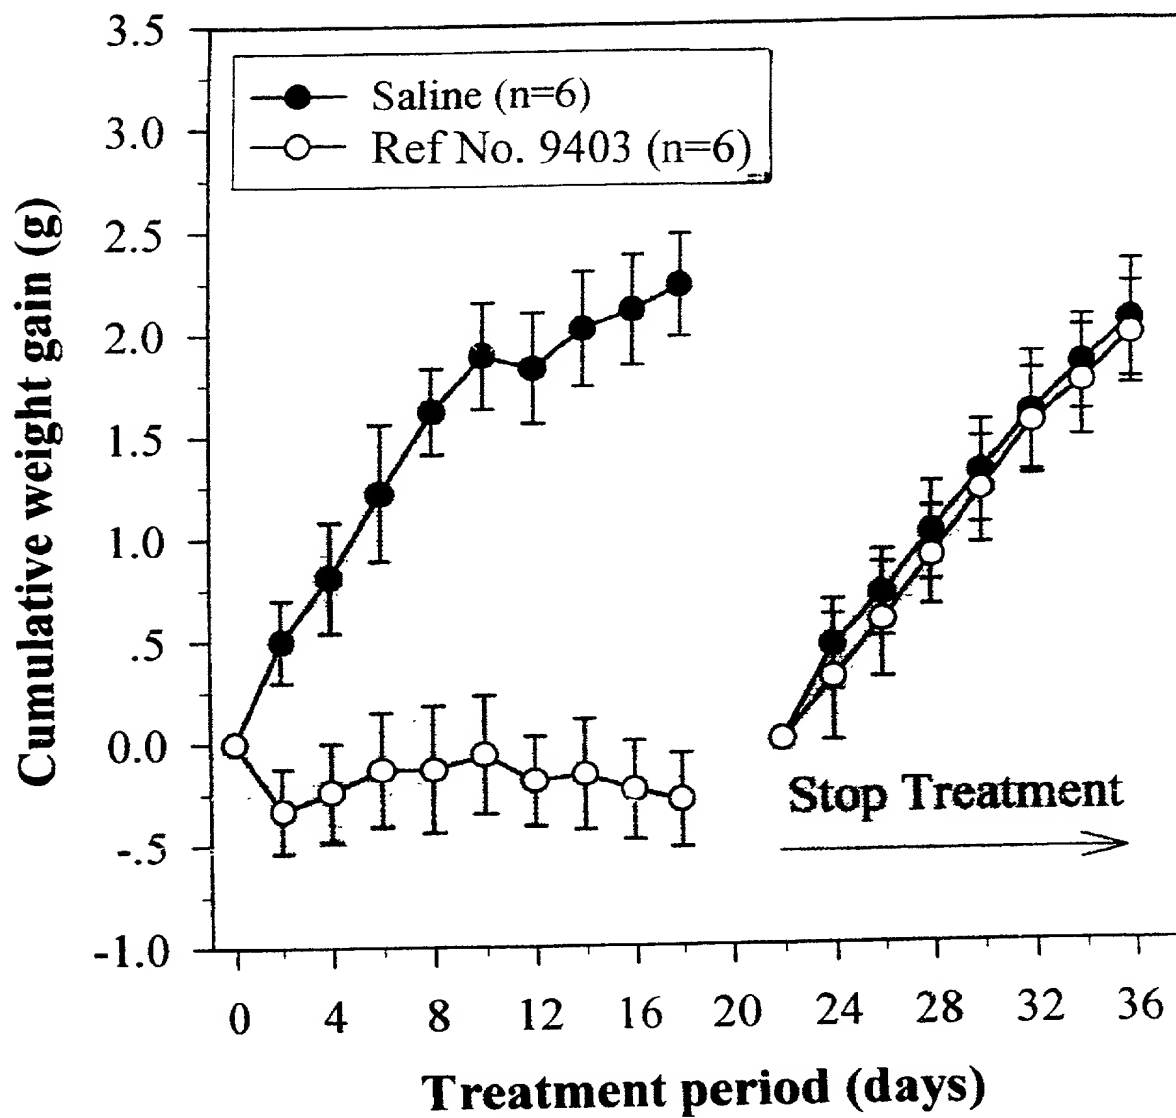 3.5
3.0
2.5
2.0
1.5
1.0
.5
0.0
-.5
-1.0
Cumulative weight gain (g)
Saline (n=6)
Ref No. 9403 (n=6)
Stop Treatment
0 4 8 12 16 20 24 28 32 36
Treatment period (days)